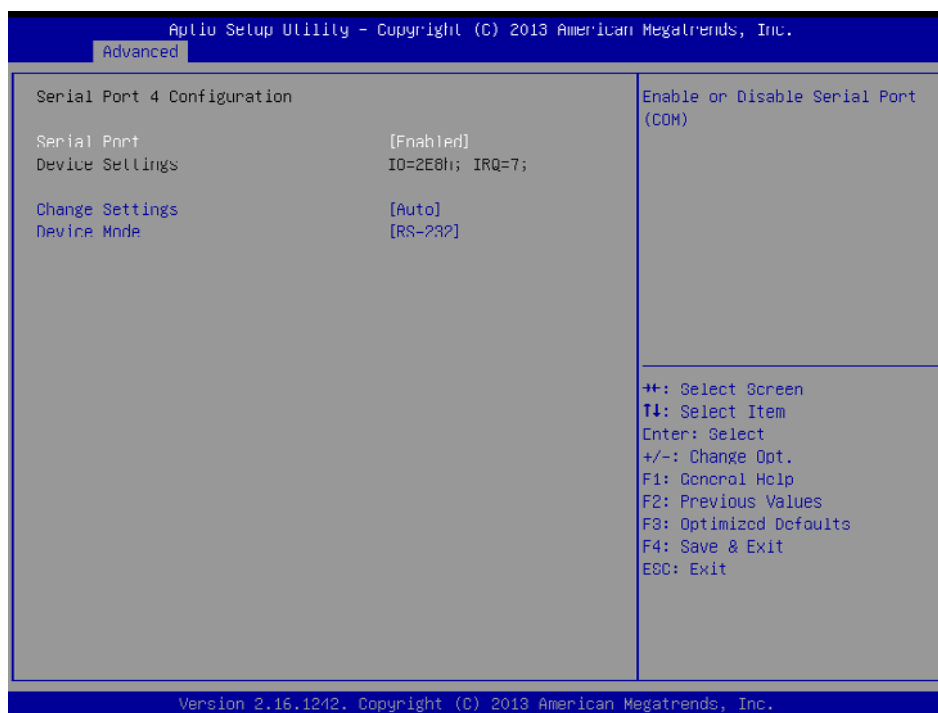 Aptio Setup Utility - Copyright (C) 2013 American Megatrends, Inc.
Advanced
Serial Port 4 Configuration
Serial Port [Enabled]
Device Settings IO=2E8h; IRQ=7;
Change Settings [Auto]
Device Mode [RS-232]
Enable or Disable Serial Port
(COM)
→←: Select Screen
↑↓: Select Item
Enter: Select
+/-: Change Opt.
F1: General Help
F2: Previous Values
F3: Optimized Defaults
F4: Save & Exit
ESC: Exit
Version 2.16.1242. Copyright (C) 2013 American Megatrends, Inc.